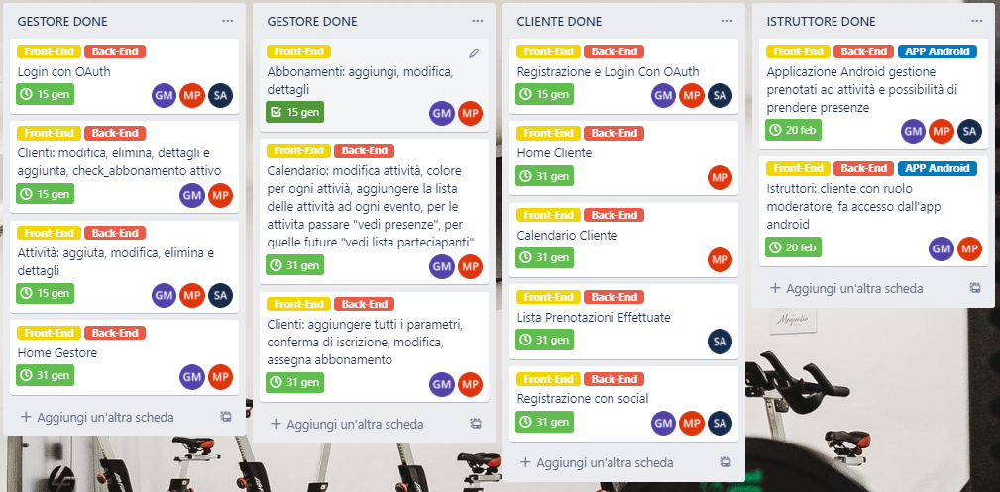 GESTORE DONE
Front-End Back-End
Login con OAuth
15 gen GM MP SA
Front-End Back-End
Clienti: modifica, elimina, dettagli e
aggiunta, check_abbonamento attivo
15 gen GM MP
Front-End Back-End
Attività: aggiuta, modifica, elimina e
dettagli
15 gen GM MP SA
Front-End Back-End
Home Gestore
31 gen GM MP
+ Aggiungi un'altra scheda
GESTORE DONE
Front-End
Abbonamenti: aggiungi, modifica,
dettagli
15 gen GM MP
Front-End Back-End
Calendario: modifica attività, colore
per ogni attivià, aggiungere la lista
delle attività ad ogni evento, per le
attivita passare "vedi presenze", per
quelle future "vedi lista parteciapanti"
31 gen GM MP
Front-End Back-End
Clienti: aggiungere tutti i parametri,
conferma di iscrizione, modifica,
assegna abbonamento
31 gen GM MP
+ Aggiungi un'altra scheda
CLIENTE DONE
Front-End Back-End
Registrazione e Login Con OAuth
15 gen GM MP SA
Front-End Back-End
Home Cliente
31 gen MP
Front-End Back-End
Calendario Cliente
31 gen MP
Front-End Back-End
Lista Prenotazioni Effettuate
31 gen SA
Front-End Back-End
Registrazione con social
31 gen GM MP SA
+ Aggiungi un'altra scheda
ISTRUTTORE DONE
Front-End Back-End APP Android
Applicazione Android gestione
prenotati ad attività e possibilità di
prendere presenze
20 feb GM MP SA
Front-End Back-End APP Android
Istruttori: cliente con ruolo
moderatore, fa accesso dall'app
android
20 feb GM MP
+ Aggiungi un'altra scheda